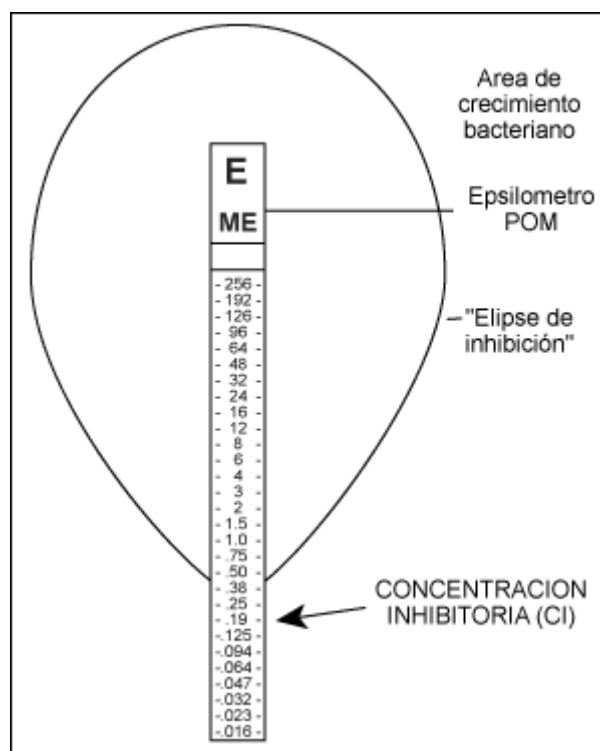 Area de
crecimiento
bacteriano
E
ME
Epsilometro
POM
"Elipse de
inhibición"
- 256 -
- 192 -
- 126 -
- 96 -
- 64 -
- 48 -
- 32 -
- 24 -
- 16 -
- 12 -
- 8 -
- 6 -
- 4 -
- 3 -
- 2 -
- 1.5 -
- 1.0 -
- .75 -
- .50 -
- .38 -
- .25 -
- .19 -
- .125 -
- .094 -
- .064 -
- .047 -
- .032 -
- .023 -
- .016 -
CONCENTRACION
INHIBITORIA (CI)